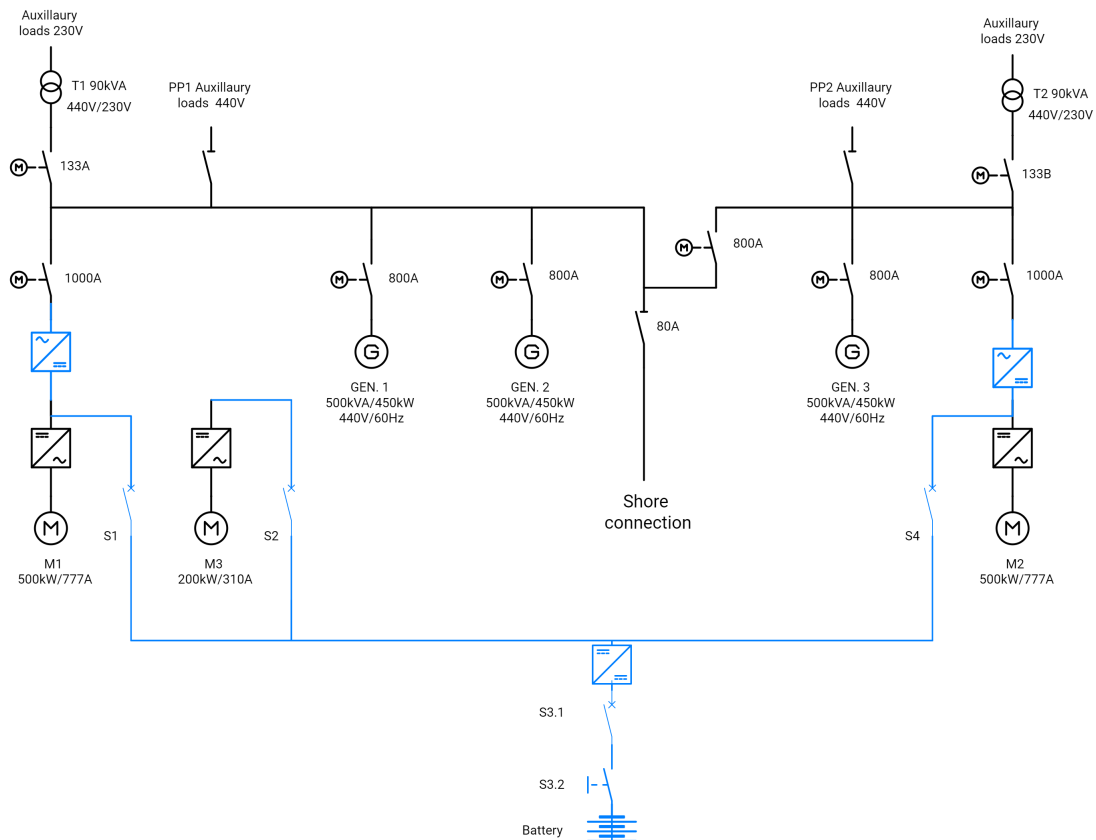 Auxillaury
loads 230V
T1 90kVA
440V/230V
PP1 Auxillaury
loads 440V
PP2 Auxillaury
loads 440V
Auxillaury
loads 230V
T2 90kVA
440V/230V
M
133A
M
133B
M
1000A
M
800A
800A
M
800A
M
800A
M
1000A
80A
G
GEN. 1
500kVA/450kW
440V/60Hz
G
GEN. 2
500kVA/450kW
440V/60Hz
G
GEN. 3
500kVA/450kW
440V/60Hz
Shore
connection
M
M1
500kW/777A
S1
M
M3
200kW/310A
S2
S4
M
M2
500kW/777A
S3.1
S3.2
Battery